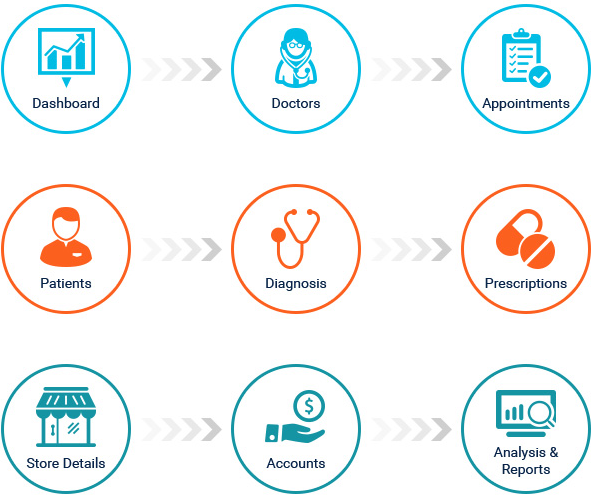 Dashboard
Doctors
Appointments
Patients
Diagnosis
Prescriptions
Store Details
$
Accounts
Analysis &
Reports